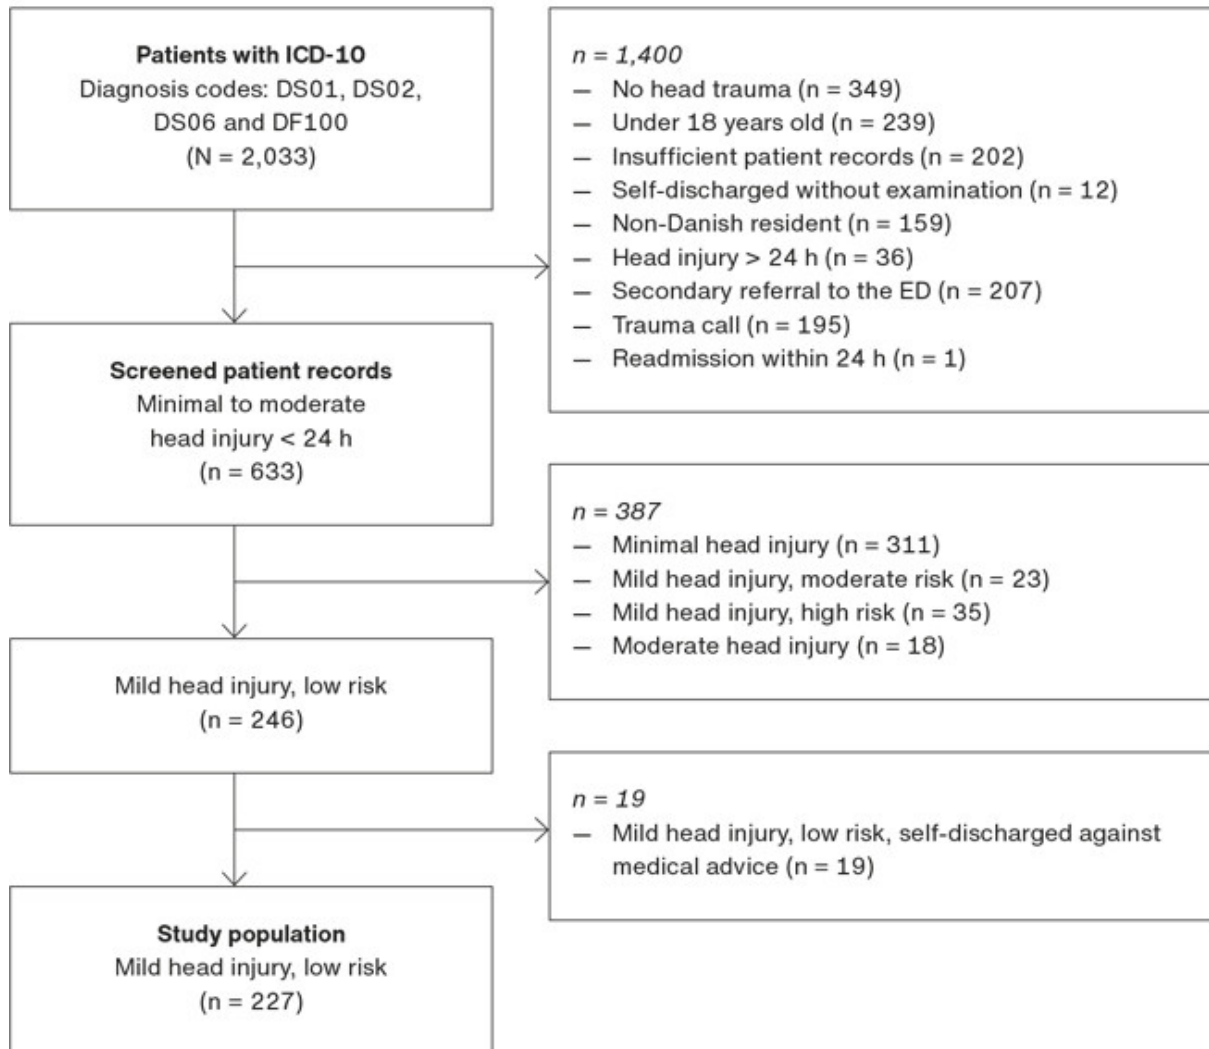 Patients with ICD-10
Diagnosis codes: DS01, DS02,
DS06 and DF100
(N = 2,033)
n = 1,400
— No head trauma (n = 349)
— Under 18 years old (n = 239)
— Insufficient patient records (n = 202)
— Self-discharged without examination (n = 12)
— Non-Danish resident (n = 159)
— Head injury > 24 h (n = 36)
— Secondary referral to the ED (n = 207)
— Trauma call (n = 195)
— Readmission within 24 h (n = 1)
Screened patient records
Minimal to moderate
head injury < 24 h
(n = 633)
n = 387
— Minimal head injury (n = 311)
— Mild head injury, moderate risk (n = 23)
— Mild head injury, high risk (n = 35)
— Moderate head injury (n = 18)
Mild head injury, low risk
(n = 246)
n = 19
— Mild head injury, low risk, self-discharged against
medical advice (n = 19)
Study population
Mild head injury, low risk
(n = 227)